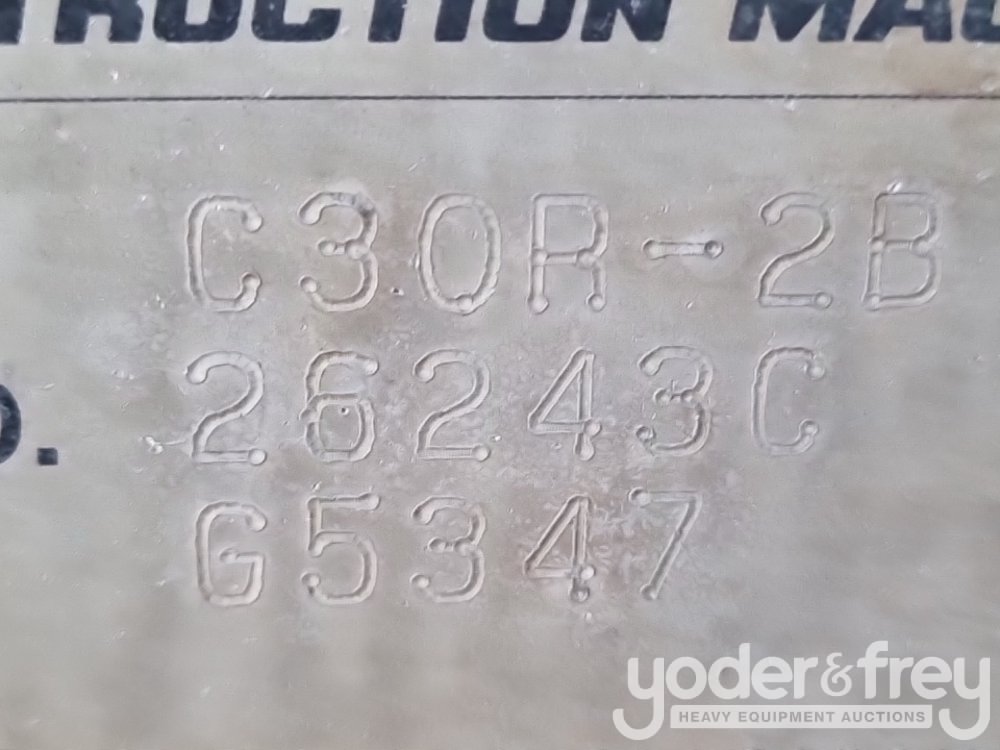 TRUCTION MAC
C30R-2B
O. 26243C
G5347
yoder&frey
HEAVY EQUIPMENT AUCTIONS